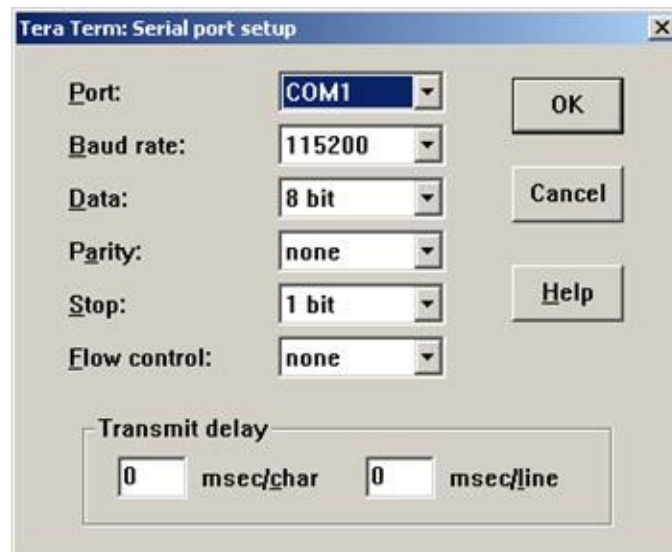 Tera Term: Serial port setup
Port: COM1
OK
Baud rate: 115200
Data: 8 bit
Cancel
Parity: none
Stop: 1 bit
Help
Flow control: none
Transmit delay
0 msec/char 0 msec/line